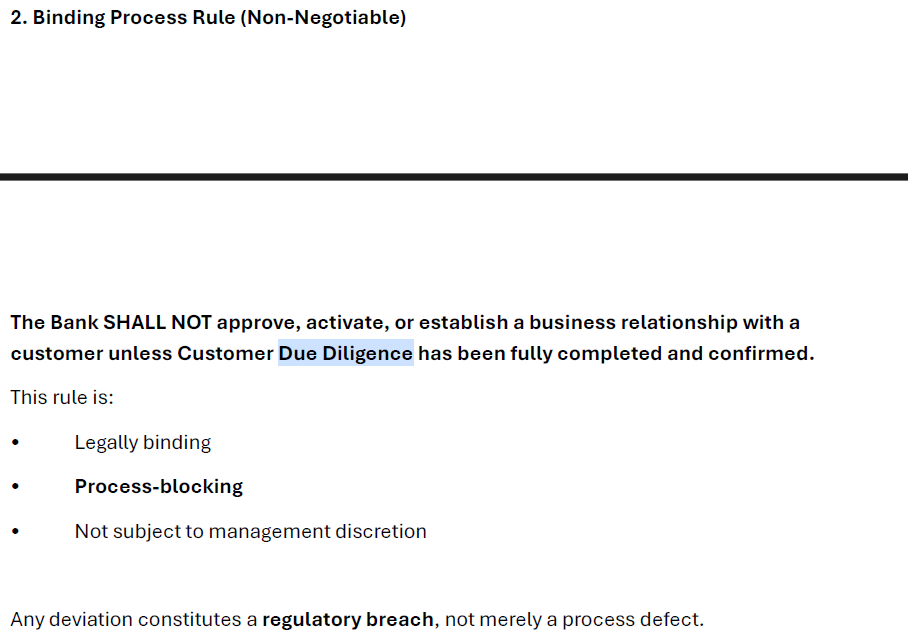 2. Binding Process Rule (Non-Negotiable)
The Bank SHALL NOT approve, activate, or establish a business relationship with a
customer unless Customer Due Diligence has been fully completed and confirmed.
This rule is:
• Legally binding
• Process-blocking
• Not subject to management discretion
Any deviation constitutes a regulatory breach, not merely a process defect.